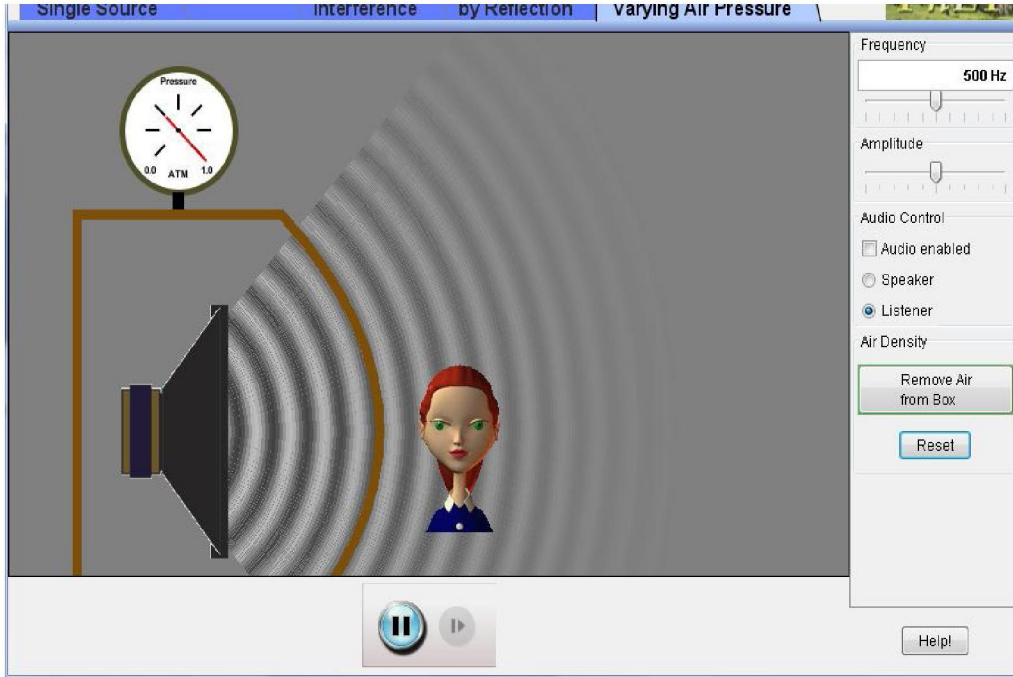 Single Source
Interference
by Reflection
Varying Air Pressure
Frequency
500 Hz
Pressure
0.0 ATM 1.0
Amplitude
Audio Control
Audio enabled
Speaker
Listener
Air Density
Remove Air
from Box
Reset
Help!